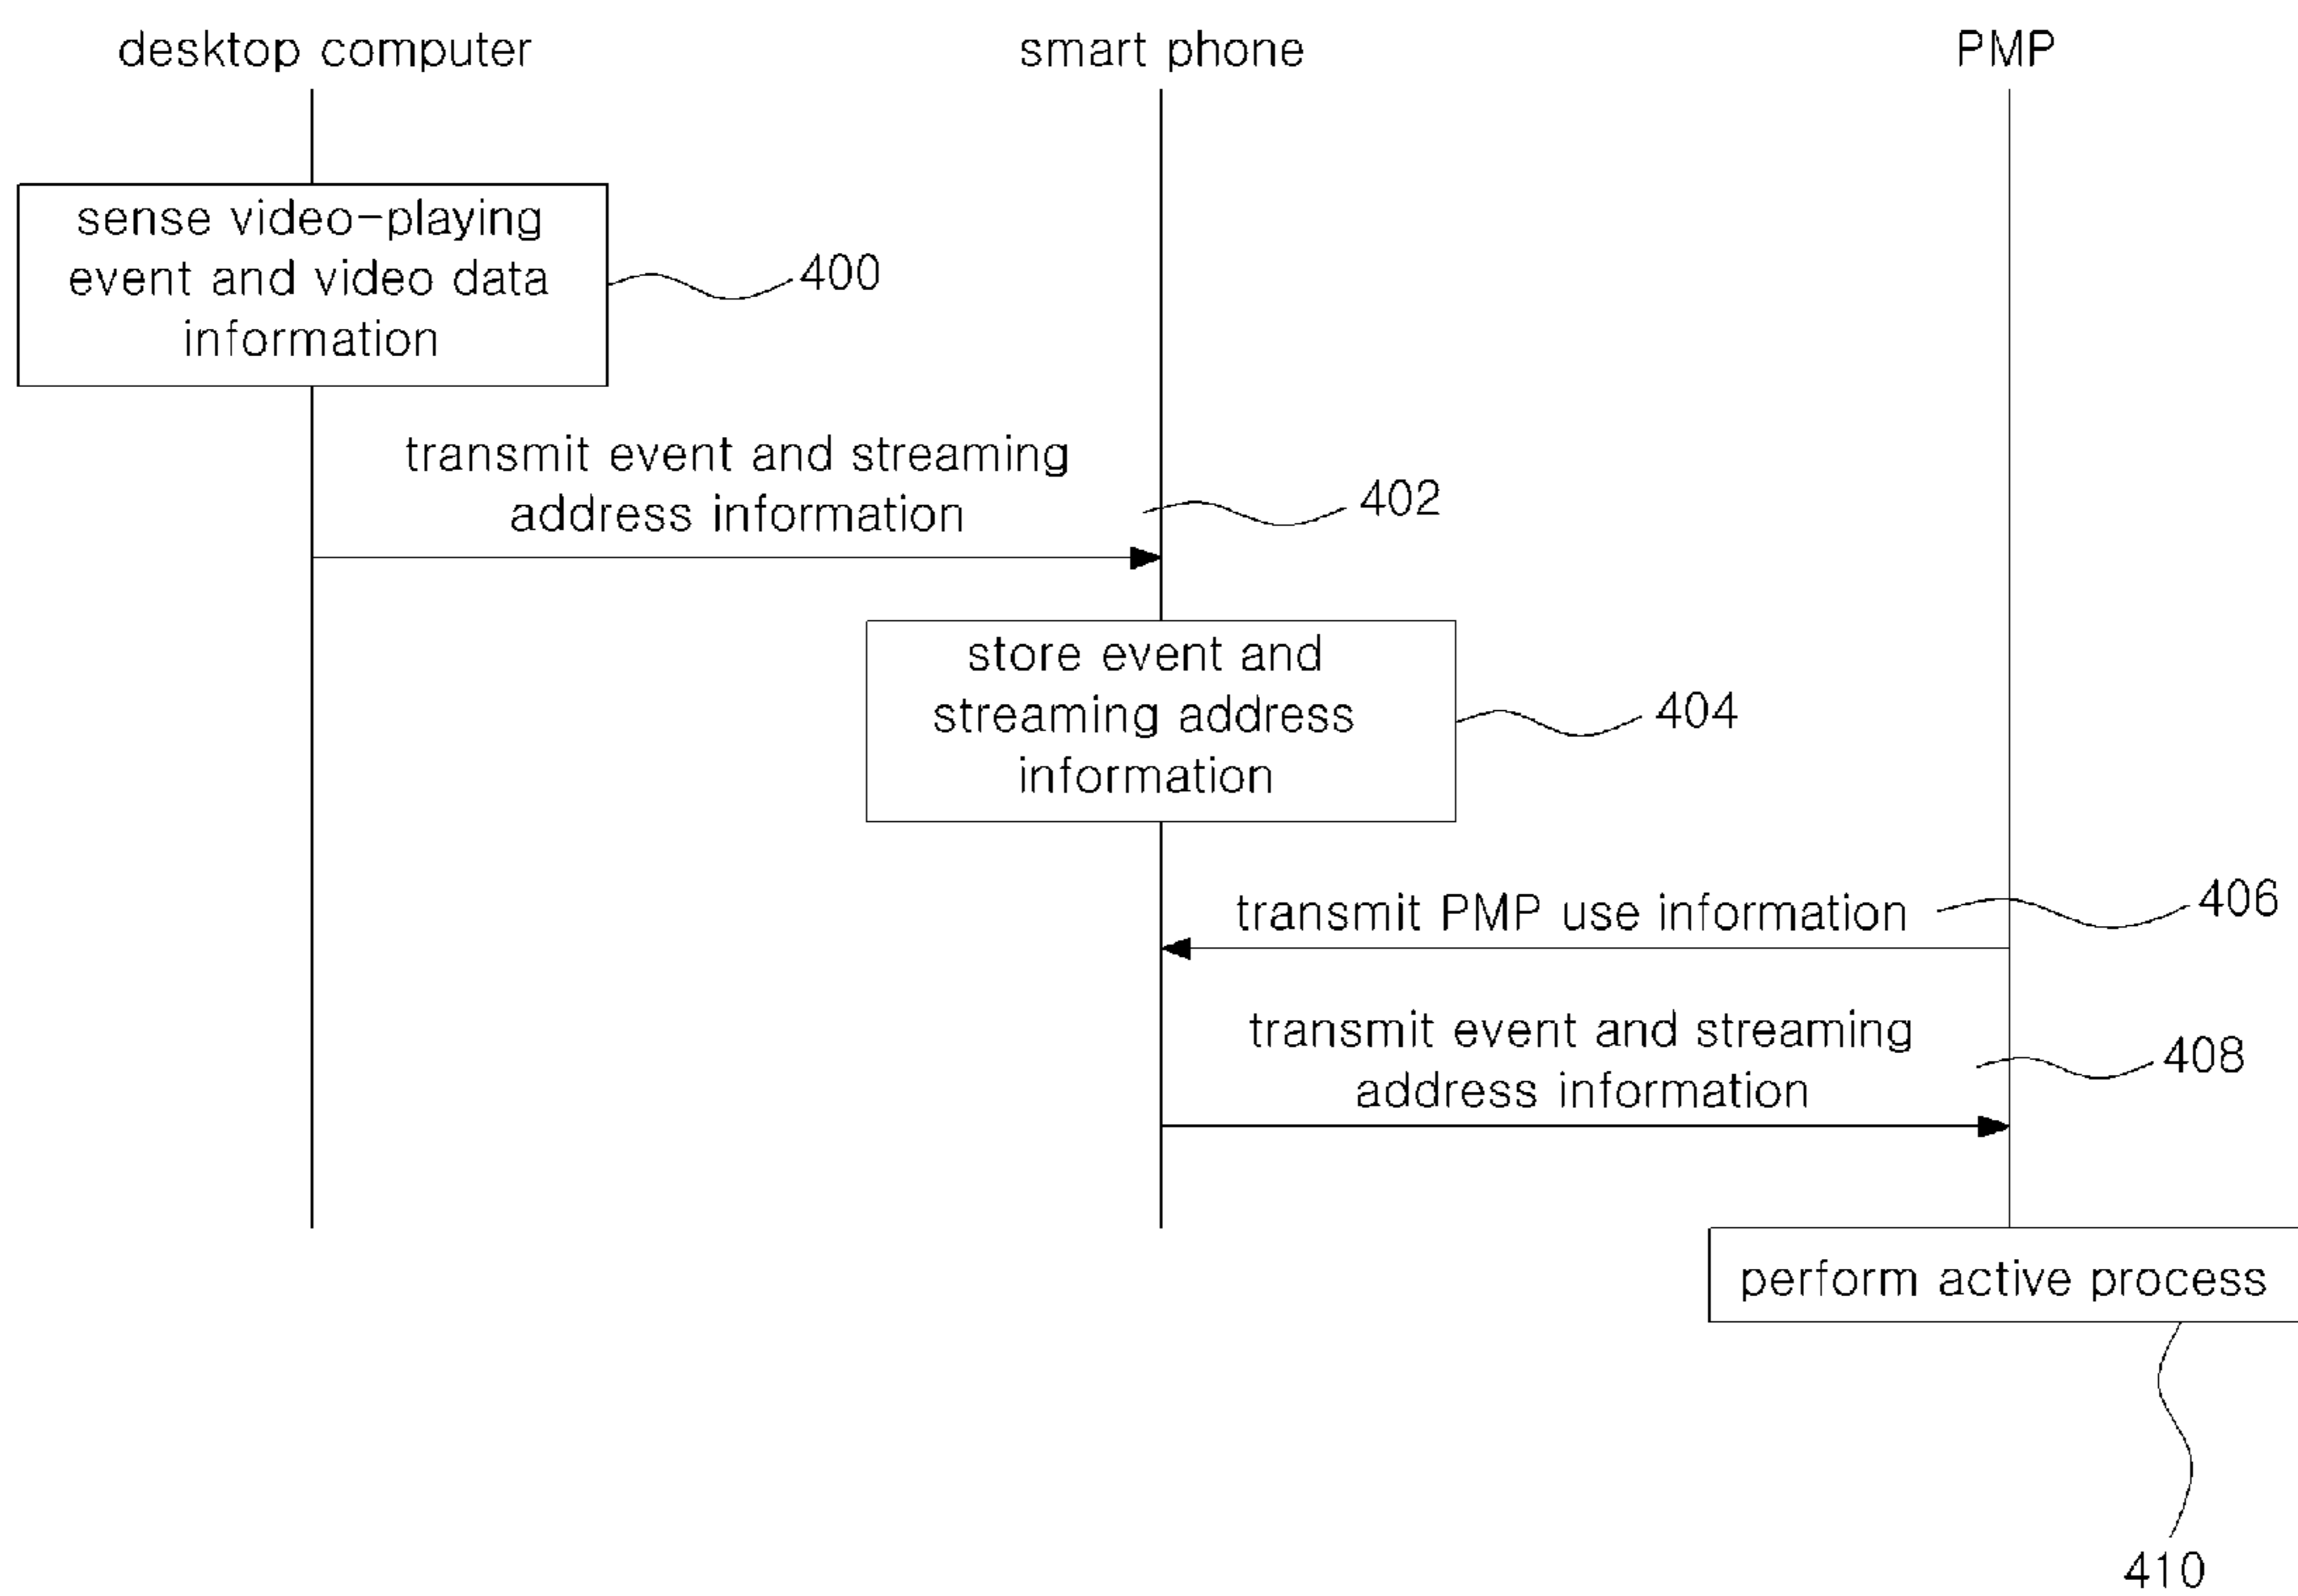 desktop computer
smart phone
PMP
sense video-playing
event and video data
information
400
transmit event and streaming
address information
402
store event and
streaming address
information
404
transmit PMP use information
406
transmit event and streaming
address information
408
perform active process
410